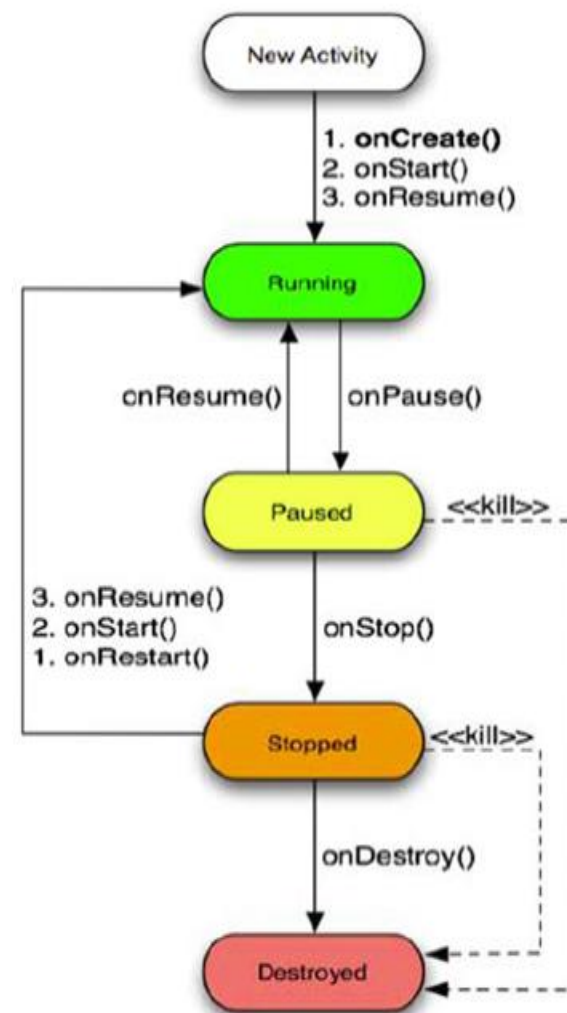 New Activity
1. onCreate()
2. onStart()
3. onResume()
Running
onResume()
onPause()
Paused
<<kill>>
3. onResume()
2. onStart()
1. onRestart()
onStop()
Stopped
<<kill>>
onDestroy()
Destroyed